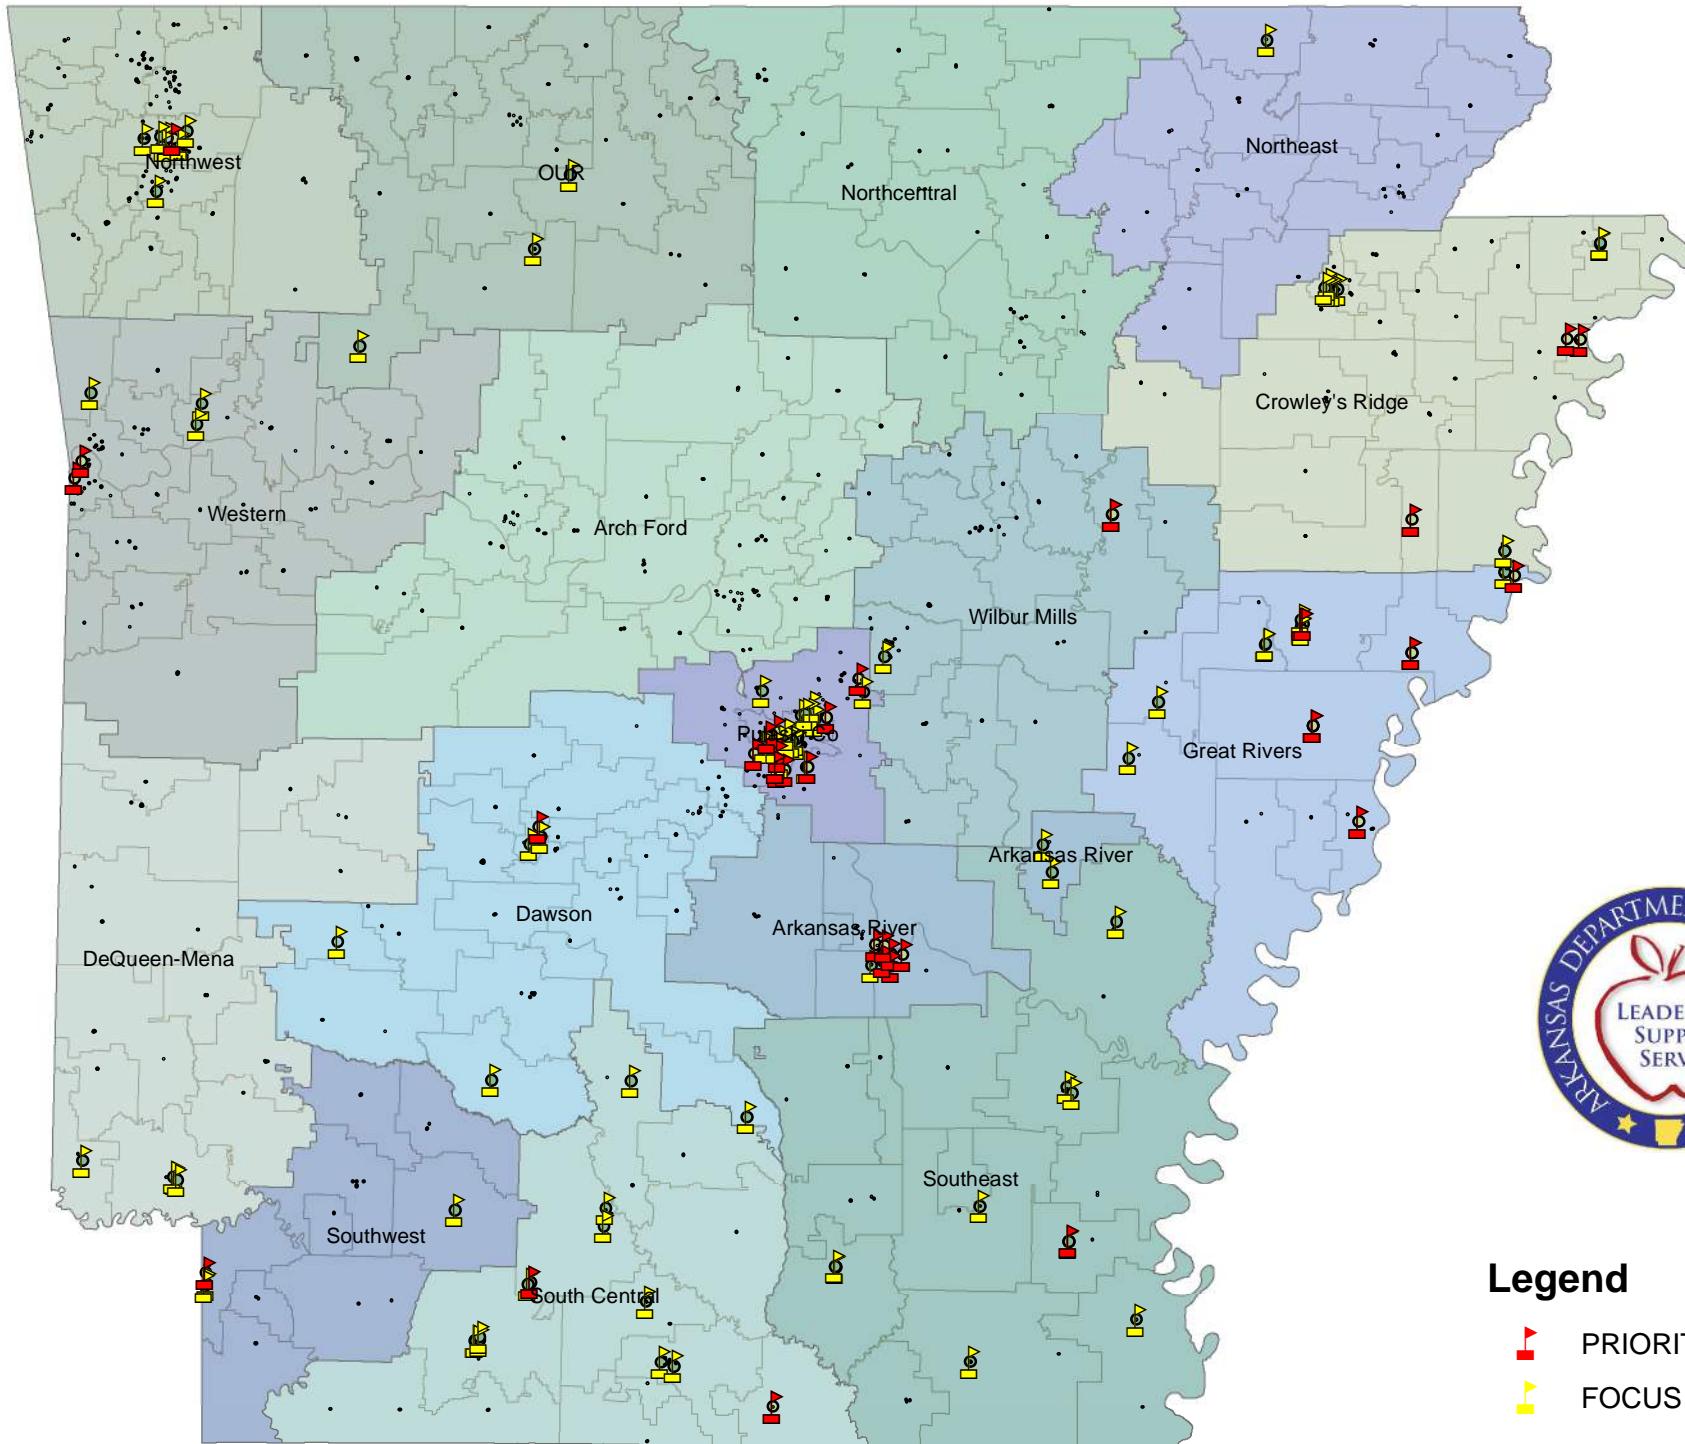 Northeast
Northwest
OUR
Northcentral
Crowley's Ridge
Western
Arch Ford
Wilbur Mills
Great Rivers
Arkansas River
Dawson
Arkansas River
DeQueen-Mena
ARKANSAS DEPARTME
LEADE
SUPP
SERV
Southeast
Southwest
South Central
Legend
PRIORIT
FOCUS